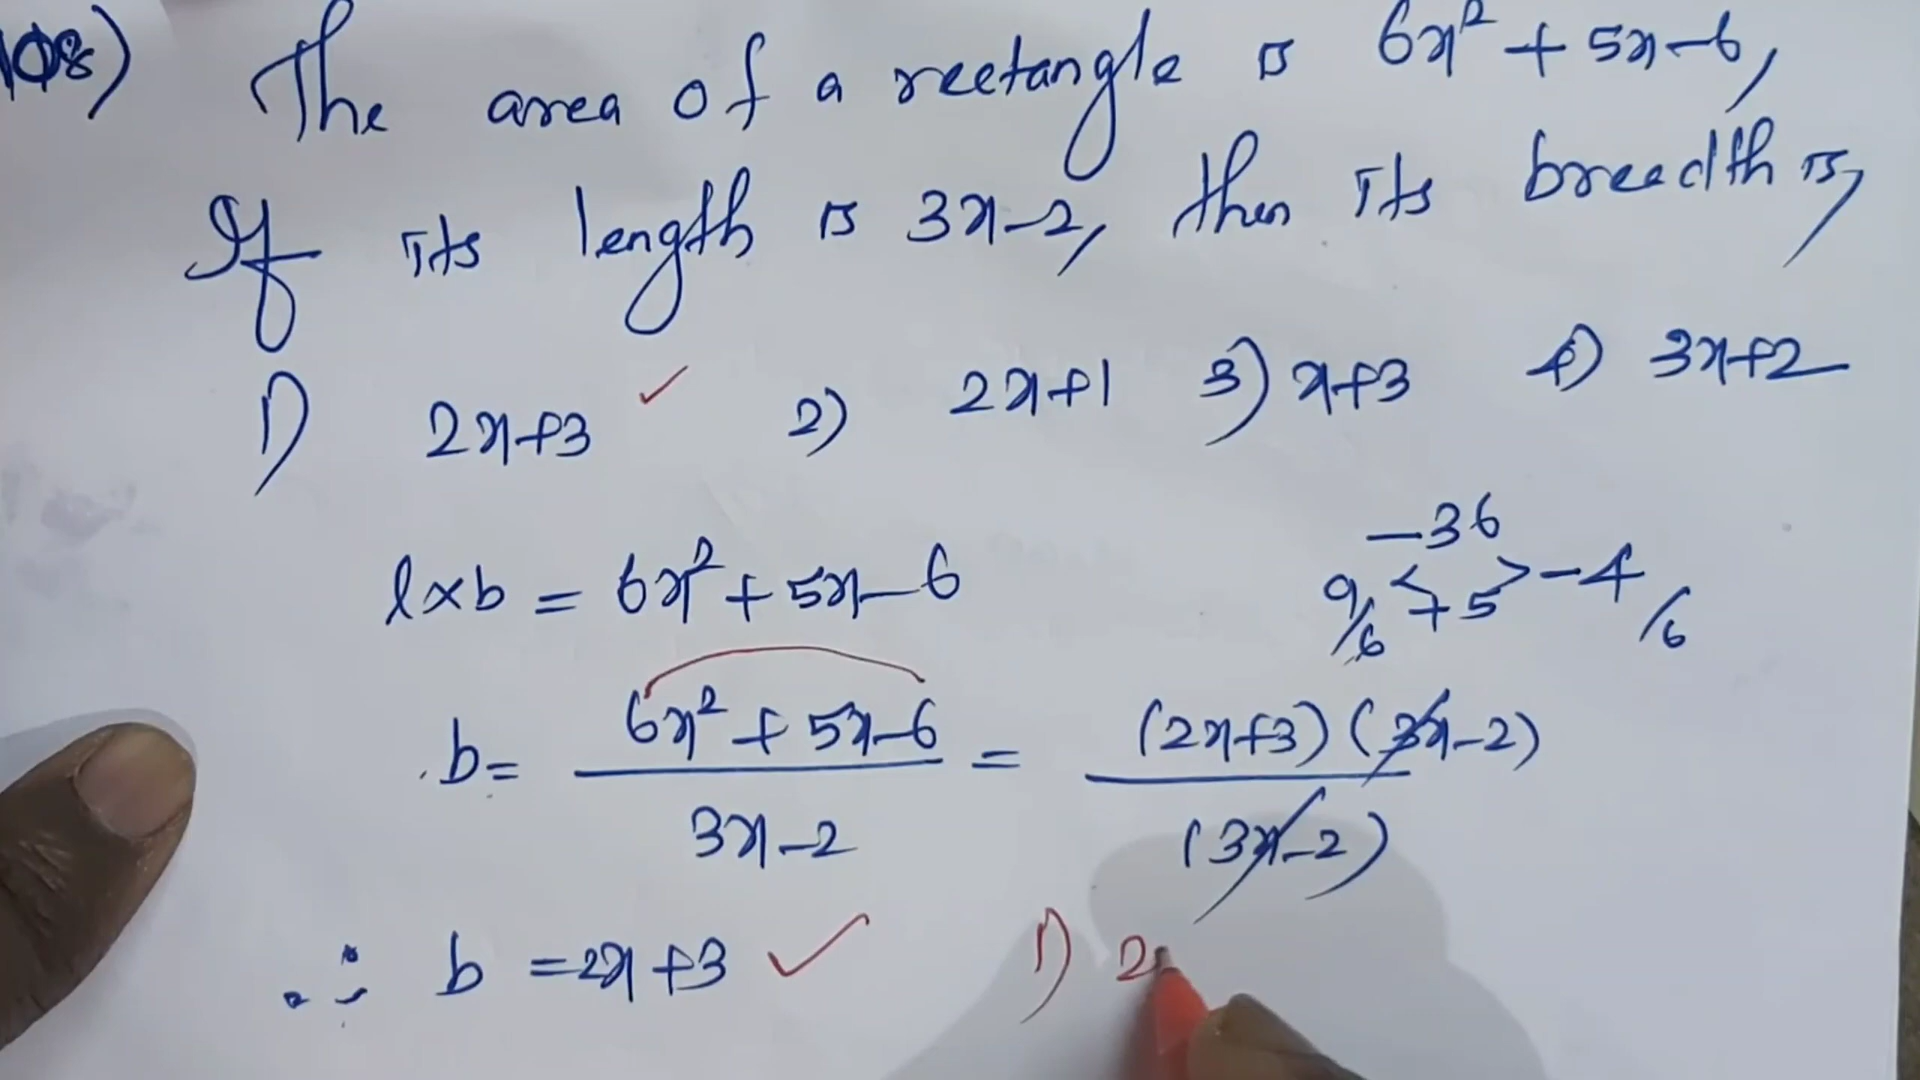 108) The area of a rectangle is 6x² + 5x-6,
If its length is 3x-2, then its breadth is,
1) 2x+3 ✓ 2) 2x+1 3) x+3 4) 3x+2
l×b = 6x² + 5x-6
-36
9/6 < +5 > -4/6
b = (6x² + 5x-6)/(3x-2) = (2x+3)(3x-2)/(3x-2)
∴ b = 2x+3 ✓ 1) 2